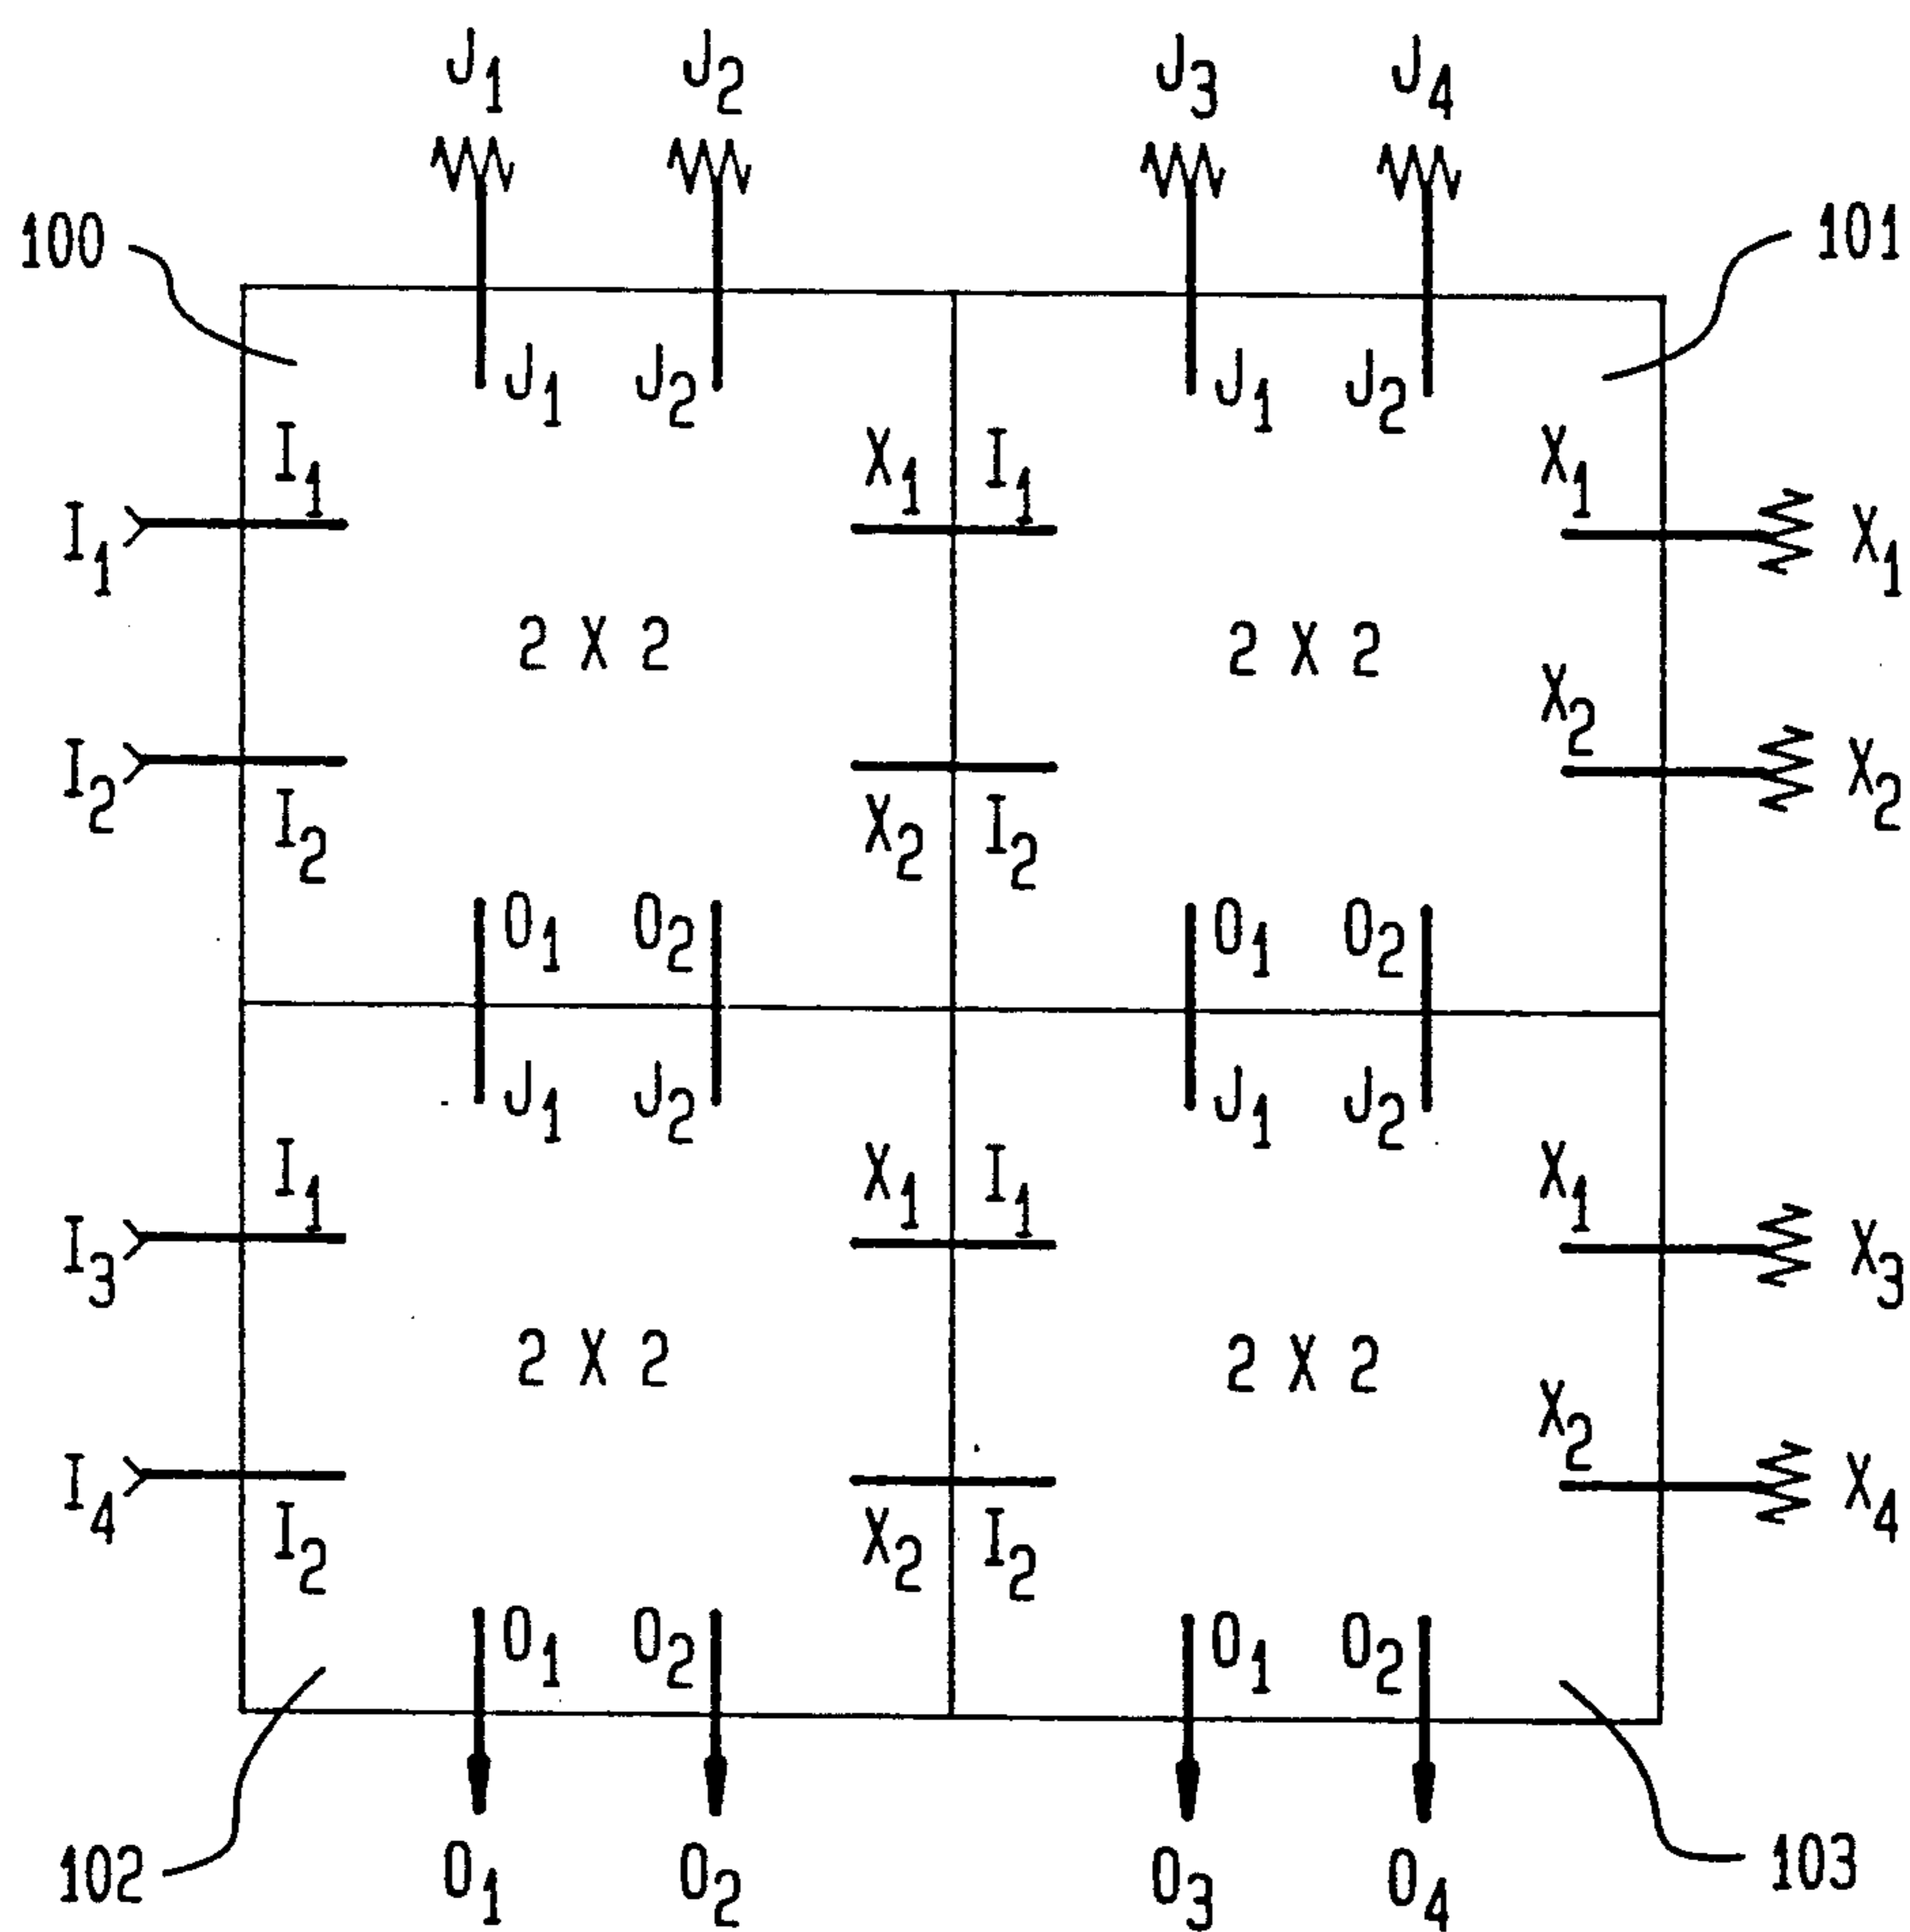 J1 J2 J3 J4
100 101
J1 J2 J1 J2
I1 X1 I1 X1
I1 X1
2 X 2 2 X 2
X2
I2 X2
I2 X2 I2
O1 O2 O1 O2
J1 J2 J1 J2
I1 X1 I1 X1
I3 X3
2 X 2 2 X 2
X2
I4 X4
I2 X2 I2
O1 O2 O1 O2
102 103
O1 O2 O3 O4